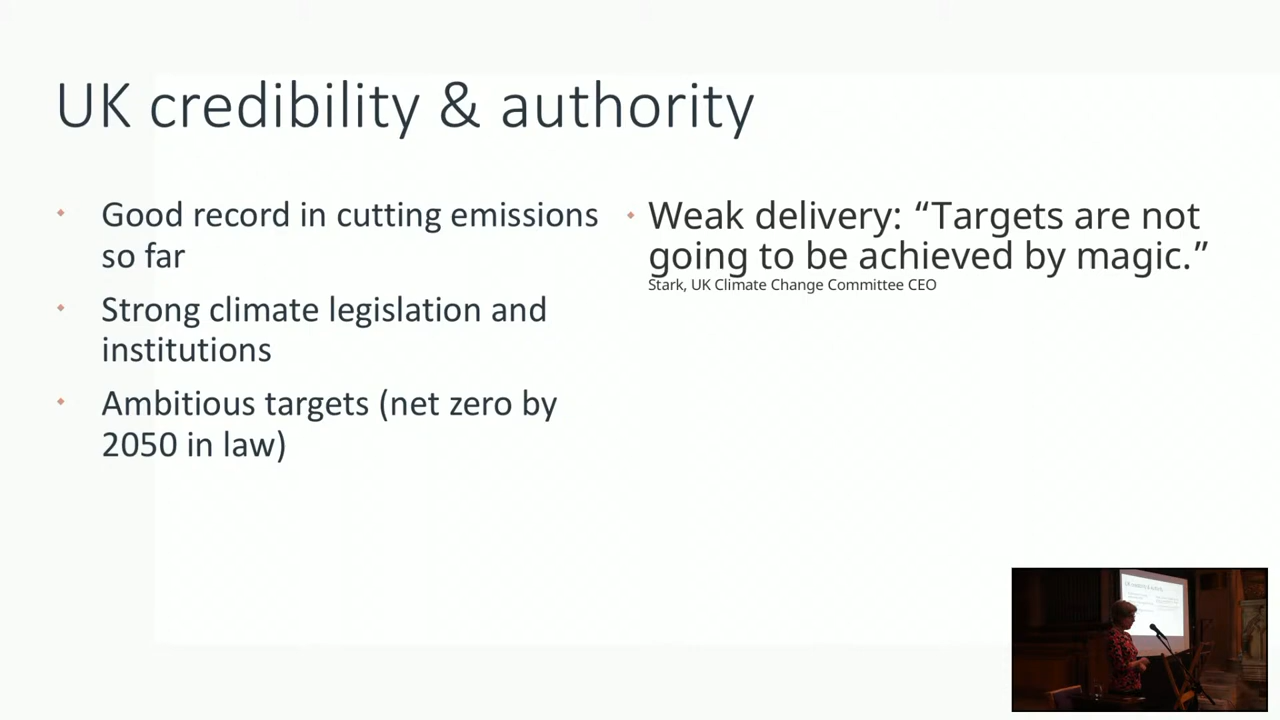 UK credibility & authority
Good record in cutting emissions
so far
Strong climate legislation and
institutions
Ambitious targets (net zero by
2050 in law)
Weak delivery: “Targets are not
going to be achieved by magic.”
Stark, UK Climate Change Committee CEO